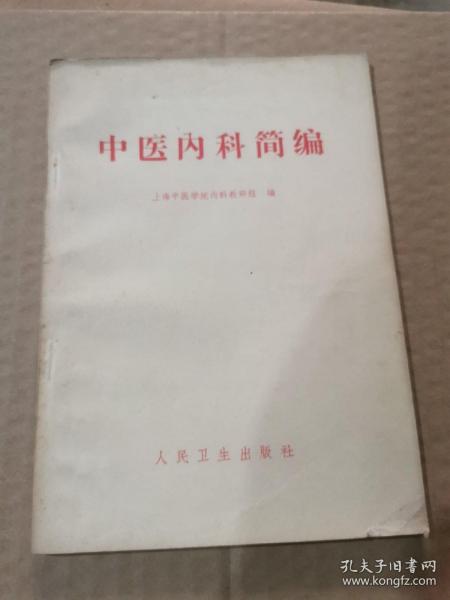 中医内科简编
上海中医学院内科教研组 编
人民卫生出版社
孔夫子旧书网
www.kongfz.com